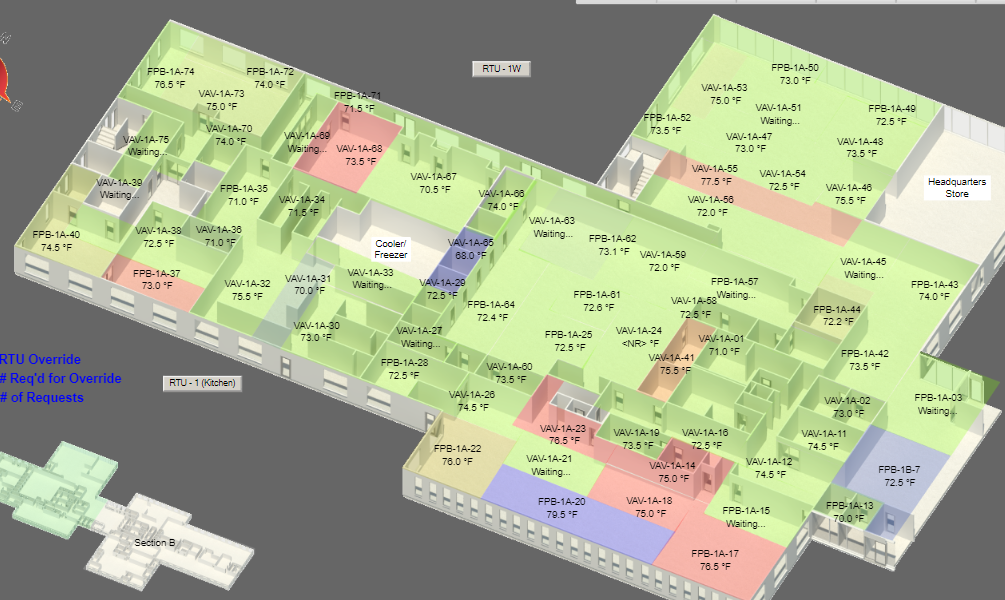 RTU - 1W
FPB-1A-74
76.5 °F
FPB-1A-72
74.0 °F
VAV-1A-73
75.0 °F
FPB-1A-71
71.5 °F
VAV-1A-70
74.0 °F
VAV-1A-69
Waiting...
VAV-1A-68
73.5 °F
VAV-1A-75
Waiting...
VAV-1A-67
70.5 °F
VAV-1A-39
Waiting...
FPB-1A-35
71.0 °F
VAV-1A-34
71.5 °F
VAV-1A-66
74.0 °F
FPB-1A-40
74.5 °F
VAV-1A-38
72.5 °F
VAV-1A-36
71.0 °F
Cooler/
Freezer
VAV-1A-65
68.0 °F
VAV-1A-63
Waiting...
FPB-1A-37
73.0 °F
VAV-1A-32
75.5 °F
VAV-1A-31
70.0 °F
VAV-1A-33
Waiting...
VAV-1A-29
72.5 °F
FPB-1A-62
73.1 °F
VAV-1A-59
72.0 °F
FPB-1A-50
73.0 °F
VAV-1A-53
75.0 °F
VAV-1A-51
Waiting...
FPB-1A-49
72.5 °F
FPB-1A-52
73.5 °F
VAV-1A-47
73.0 °F
VAV-1A-48
73.5 °F
VAV-1A-55
77.5 °F
VAV-1A-54
72.5 °F
VAV-1A-46
75.5 °F
VAV-1A-56
72.0 °F
Headquarters
Store
VAV-1A-45
Waiting...
FPB-1A-43
74.0 °F
FPB-1A-57
Waiting...
FPB-1A-61
72.6 °F
VAV-1A-58
72.5 °F
FPB-1A-44
72.2 °F
FPB-1A-64
72.4 °F
VAV-1A-30
73.0 °F
VAV-1A-27
Waiting...
FPB-1A-25
72.5 °F
VAV-1A-24
<NR> °F
VAV-1A-01
71.0 °F
VAV-1A-41
75.5 °F
FPB-1A-42
73.5 °F
FPB-1A-28
72.5 °F
VAV-1A-60
73.5 °F
RTU Override
# Req'd for Override
# of Requests
RTU - 1 (Kitchen)
VAV-1A-26
74.5 °F
VAV-1A-02
73.0 °F
FPB-1A-03
Waiting...
VAV-1A-23
76.5 °F
VAV-1A-19
73.5 °F
VAV-1A-16
72.5 °F
VAV-1A-11
74.5 °F
FPB-1A-22
76.0 °F
VAV-1A-21
Waiting...
VAV-1A-14
75.0 °F
VAV-1A-12
74.5 °F
FPB-1B-7
72.5 °F
FPB-1A-20
79.5 °F
VAV-1A-18
75.0 °F
FPB-1A-15
Waiting...
FPB-1A-13
70.0 °F
FPB-1A-17
76.5 °F
Section B